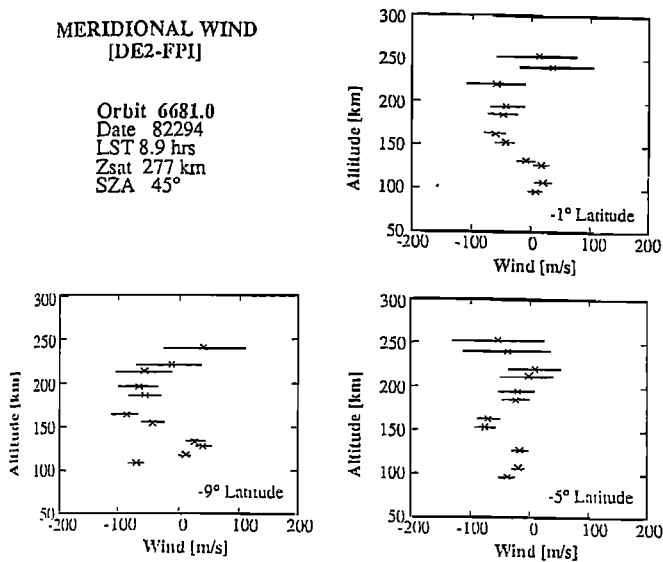 MERIDIONAL WIND
[DE2-FPI]
Orbit 6681.0
Date 82294
LST 8.9 hrs
Zsat 277 km
SZA 45°
300
250
200
150
100
50
Altitude [km]
-1° Latitude
-200 -100 0 100 200
Wind [m/s]
300
250
200
150
100
50
Altitude [km]
-9° Latitude
-200 -100 0 100 200
Wind [m/s]
300
250
200
150
100
50
Altitude [km]
-5° Latitude
-200 -100 0 100 200
Wind [m/s]